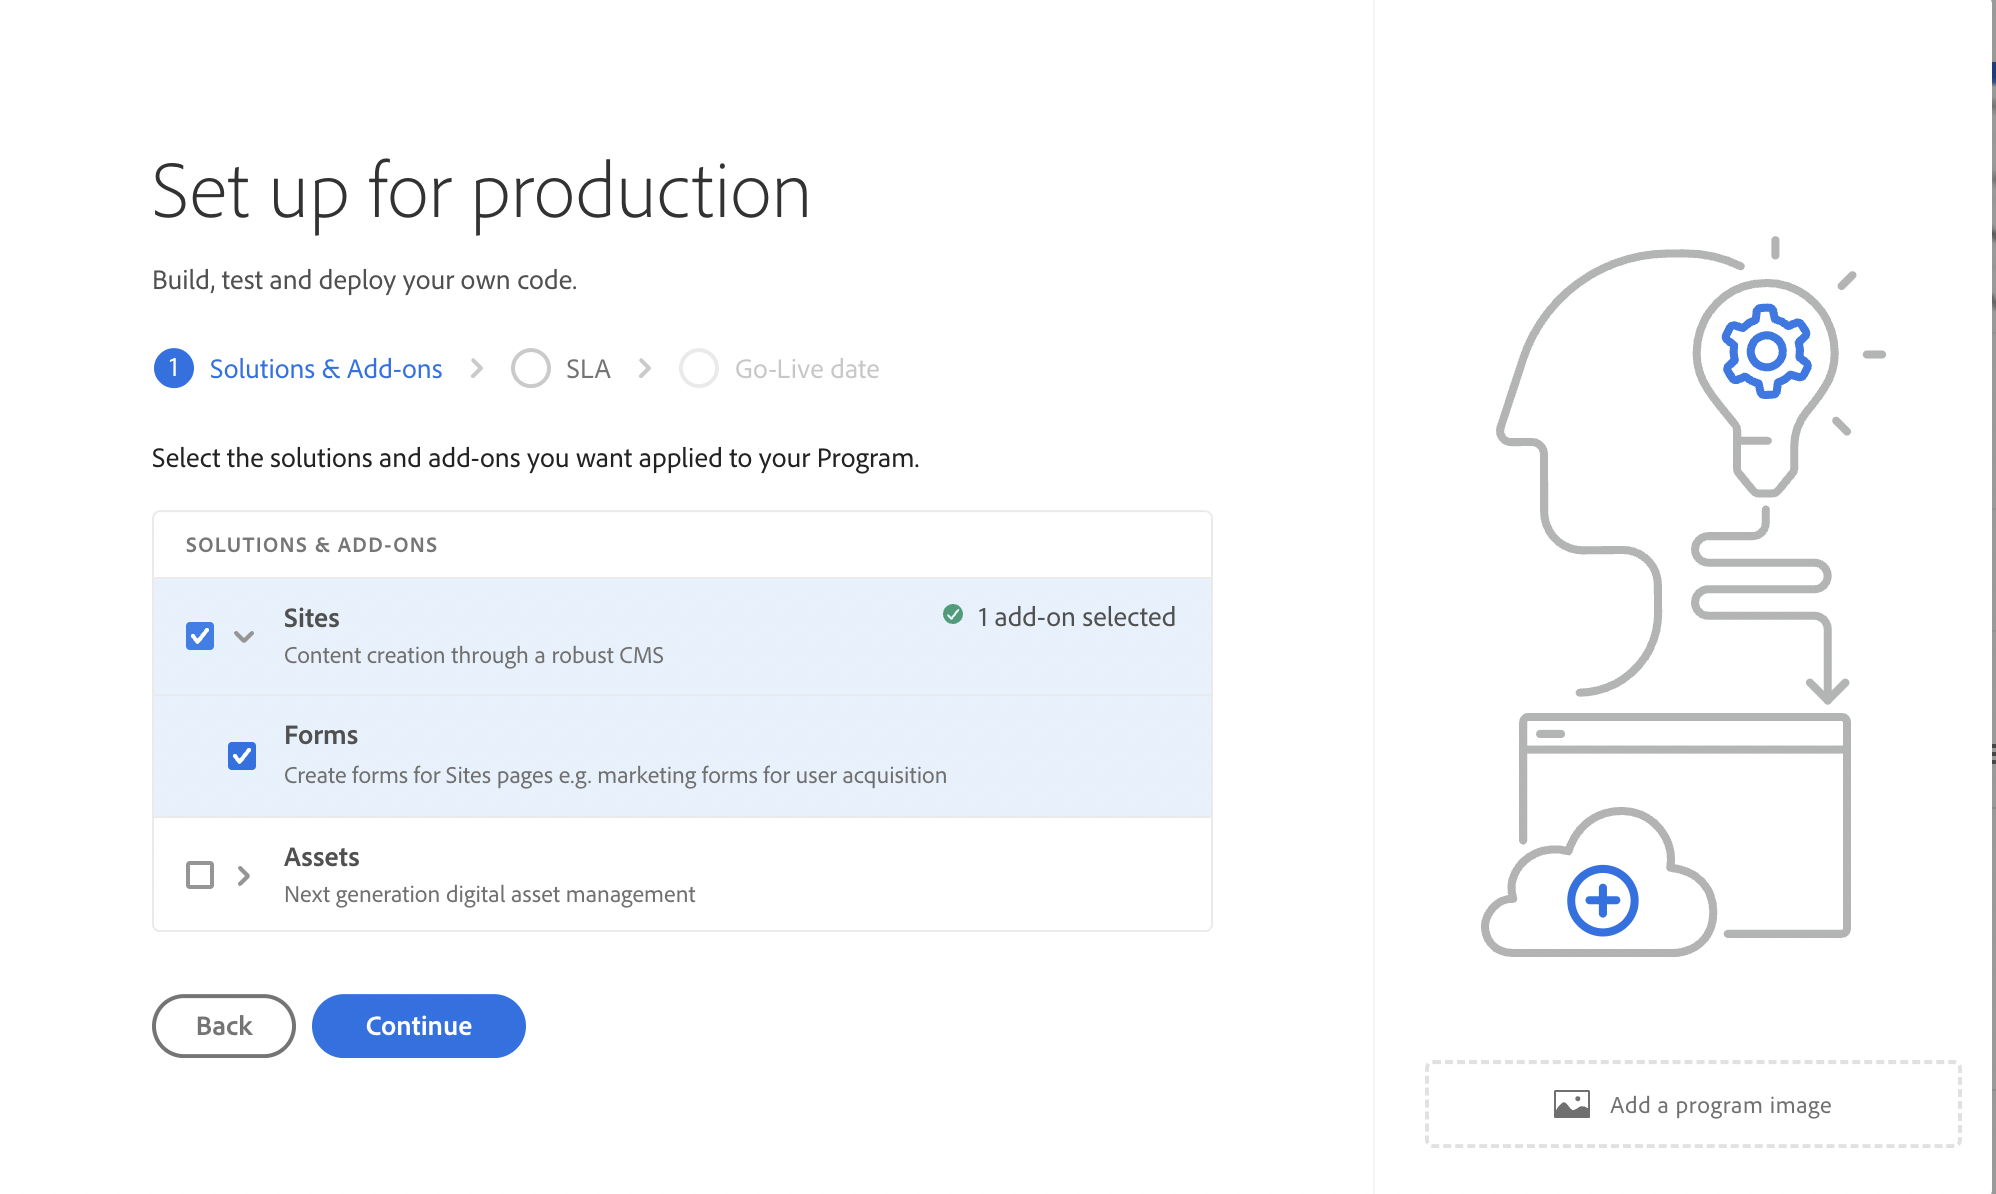 Set up for production
Build, test and deploy your own code.
1 Solutions & Add-ons SLA Go-Live date
Select the solutions and add-ons you want applied to your Program.
SOLUTIONS & ADD-ONS
Sites
1 add-on selected
Content creation through a robust CMS
Forms
Create forms for Sites pages e.g. marketing forms for user acquisition
Assets
Next generation digital asset management
Back Continue
Add a program image